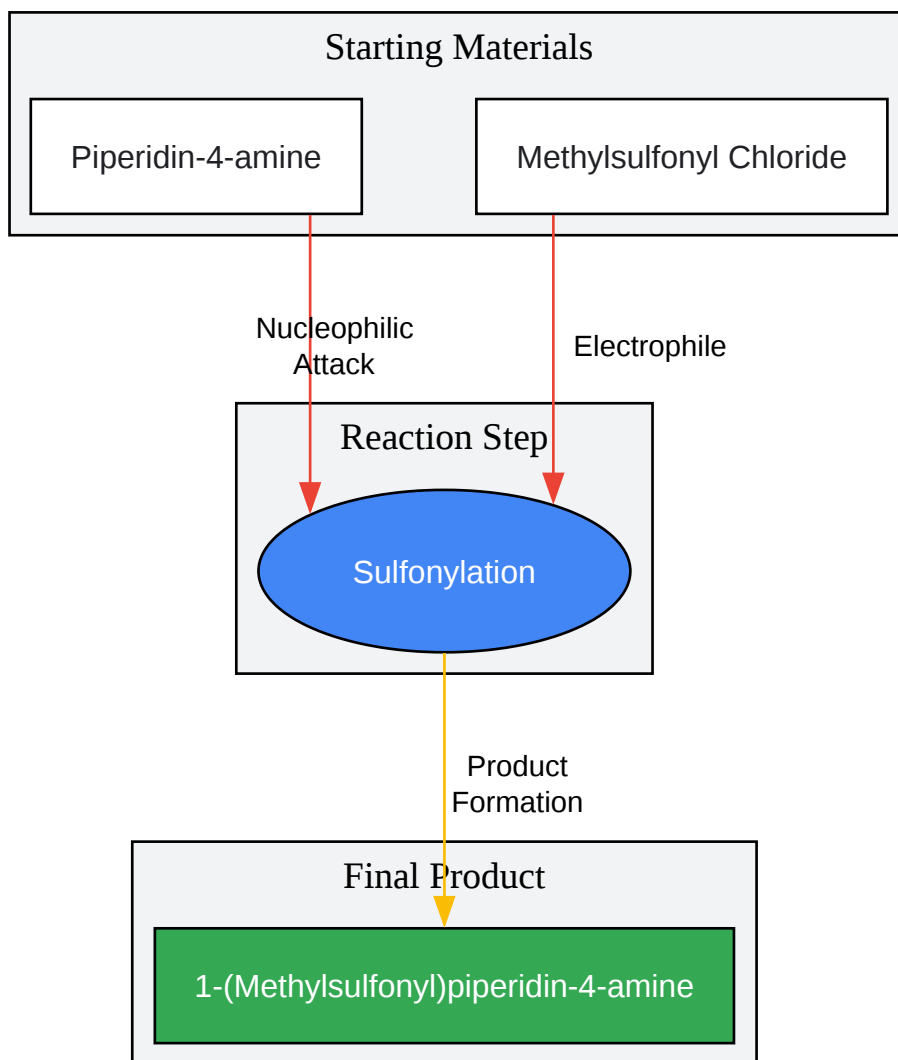 Starting Materials
Piperidin-4-amine
Methylsulfonyl Chloride
Nucleophilic
Attack
Electrophile
Reaction Step
Sulfonylation
Product
Formation
Final Product
1-(Methylsulfonyl)piperidin-4-amine